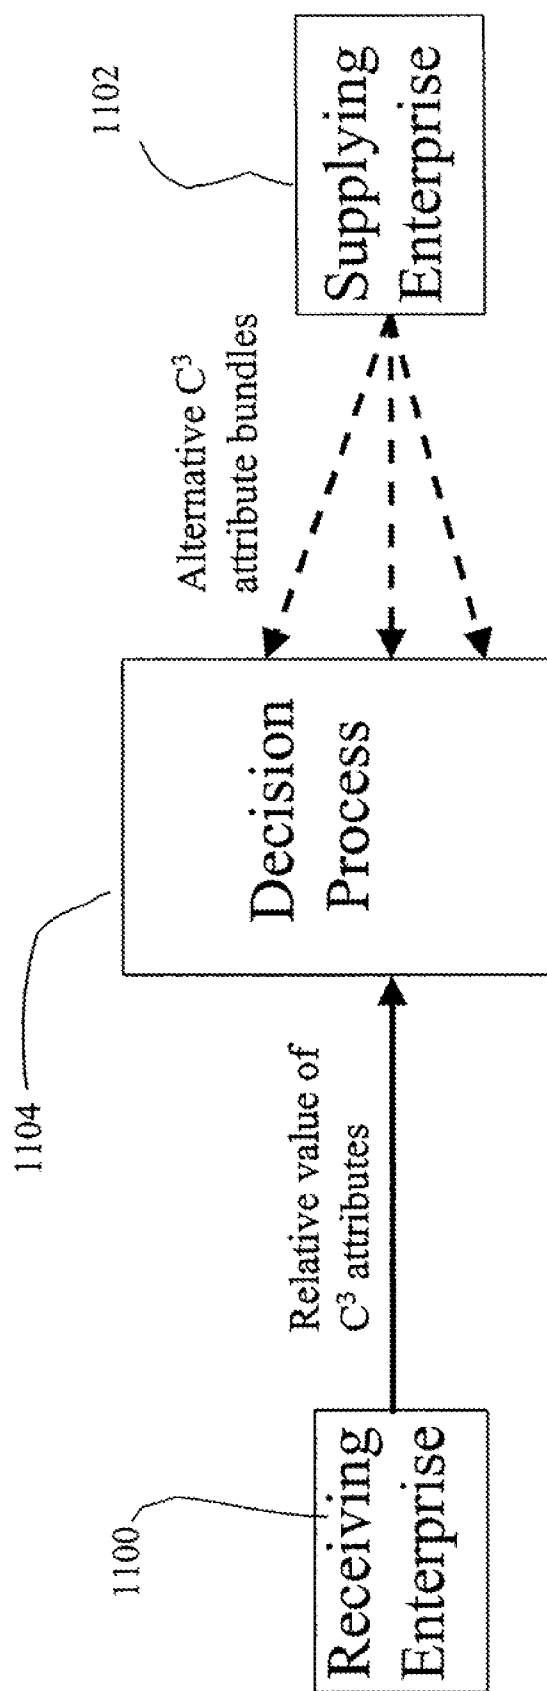 1100
Receiving
Enterprise
Relative value of
C³ attributes
1104
Decision
Process
Alternative C³
attribute bundles
1102
Supplying
Enterprise